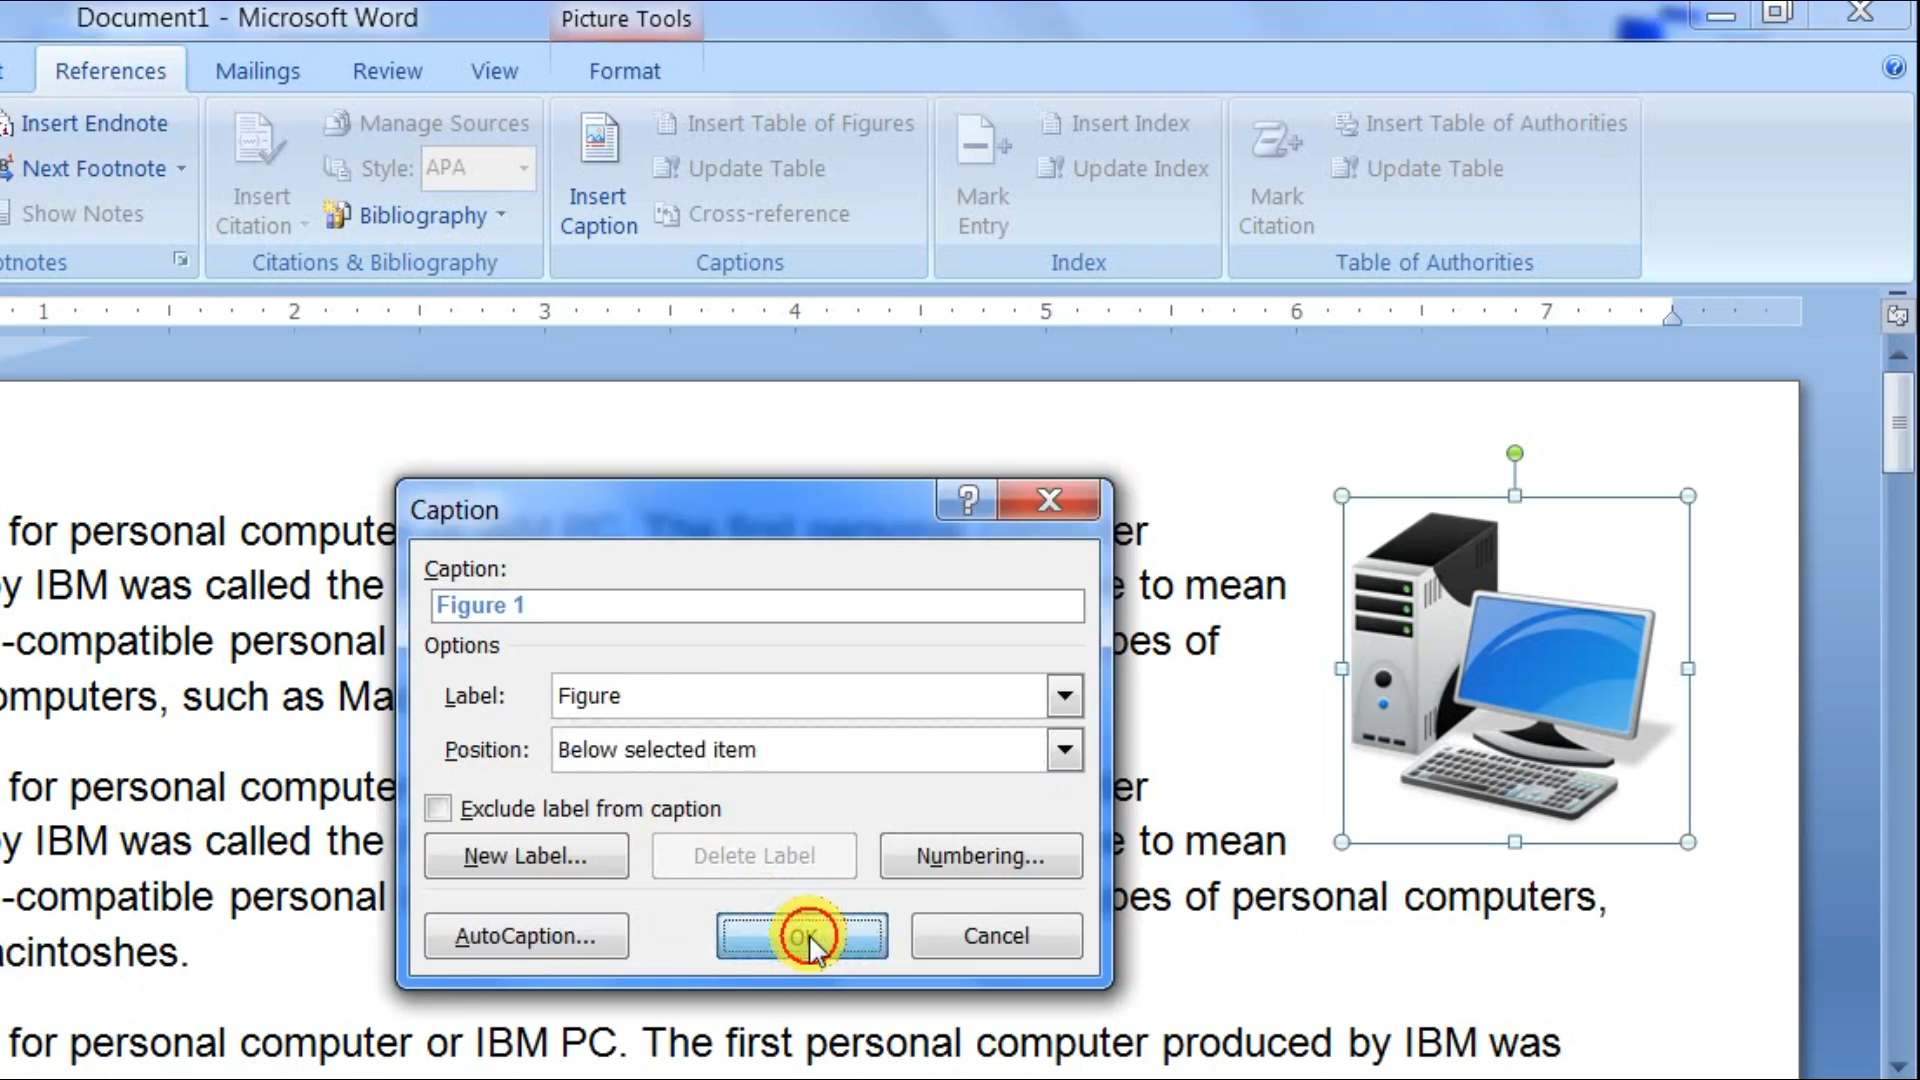 Document1 - Microsoft Word
Picture Tools
References
Mailings
Review
View
Format
Insert Endnote
Next Footnote
Show Notes
otnotes
Insert
Citation
Manage Sources
Style: APA
Bibliography
Citations & Bibliography
Insert
Caption
Insert Table of Figures
Update Table
Cross-reference
Captions
Mark
Entry
Insert Index
Update Index
Index
Mark
Citation
Insert Table of Authorities
Update Table
Table of Authorities
1 2 3 4 5 6 7
for personal compute
er
y IBM was called the
e to mean
-compatible personal
pes of
omputers, such as Ma
for personal compute
er
y IBM was called the
e to mean
-compatible personal
pes of personal computers,
acintoshes.
for personal computer or IBM PC. The first personal computer produced by IBM was
Caption
Caption:
Figure 1
Options
Label: Figure
Position: Below selected item
Exclude label from caption
New Label...
Delete Label
Numbering...
AutoCaption...
OK
Cancel